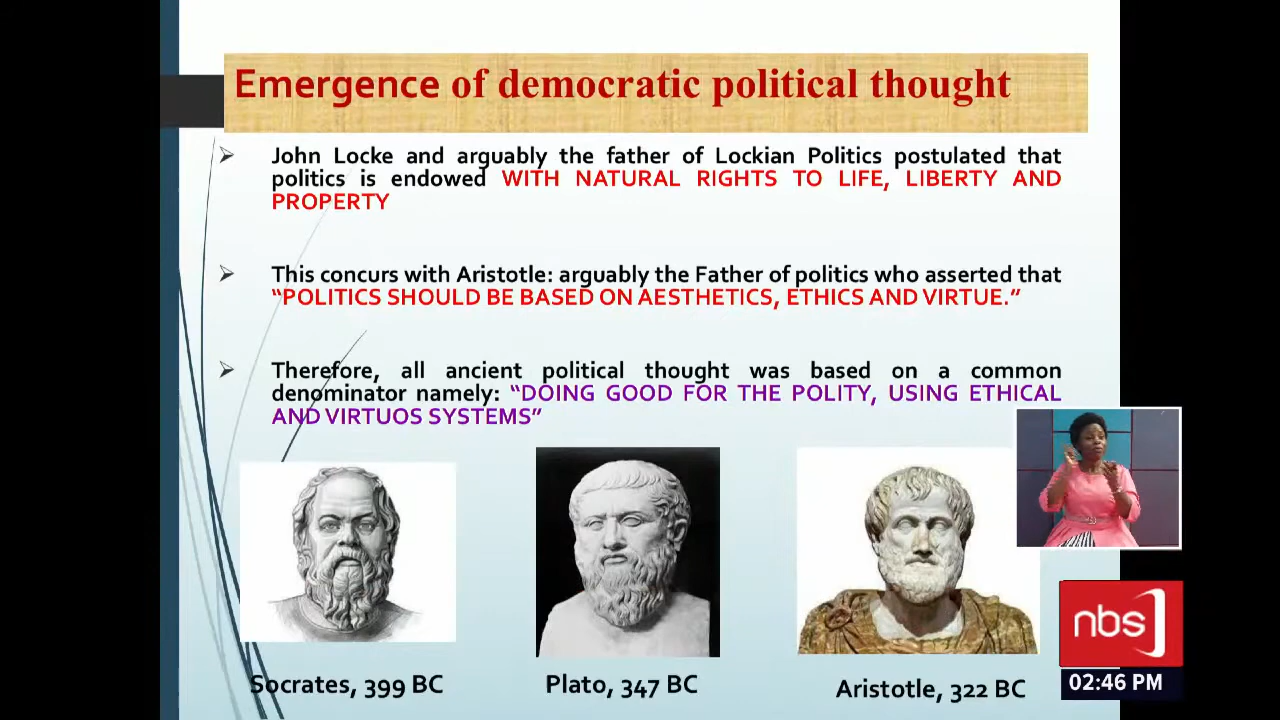 Emergence of democratic political thought
John Locke and arguably the father of Lockian Politics postulated that
politics is endowed WITH NATURAL RIGHTS TO LIFE, LIBERTY AND
PROPERTY
This concurs with Aristotle: arguably the Father of politics who asserted that
“POLITICS SHOULD BE BASED ON AESTHETICS, ETHICS AND VIRTUE.”
Therefore, all ancient political thought was based on a common
denominator namely: “DOING GOOD FOR THE POLITY, USING ETHICAL
AND VIRTUOS SYSTEMS”
Socrates, 399 BC
Plato, 347 BC
Aristotle, 322 BC
nbs
02:46 PM